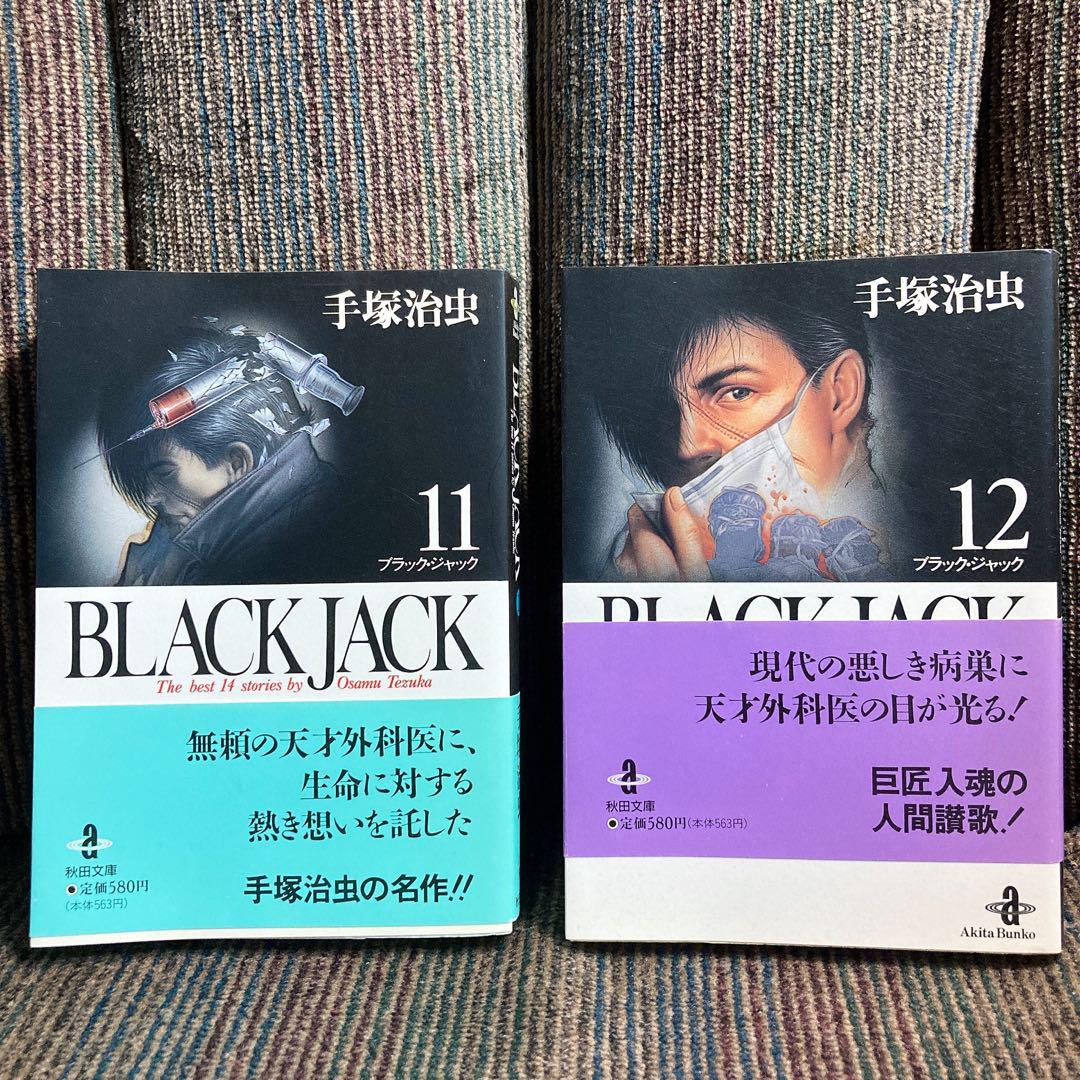 手塚治虫
11
ブラック・ジャック
BLACK JACK
The best 14 stories by Osamu Tezuka
無頼の天才外科医に、
生命に対する
熱き想いを託した
手塚治虫の名作!!
a
秋田文庫
●定価580円
(本体563円)
手塚治虫
12
ブラック・ジャック
BLACK JACK
現代の悪しき病巣に
天才外科医の目が光る!
巨匠入魂の
人間讃歌!
a
秋田文庫
●定価580円(本体563円)
a
Akita Bunko